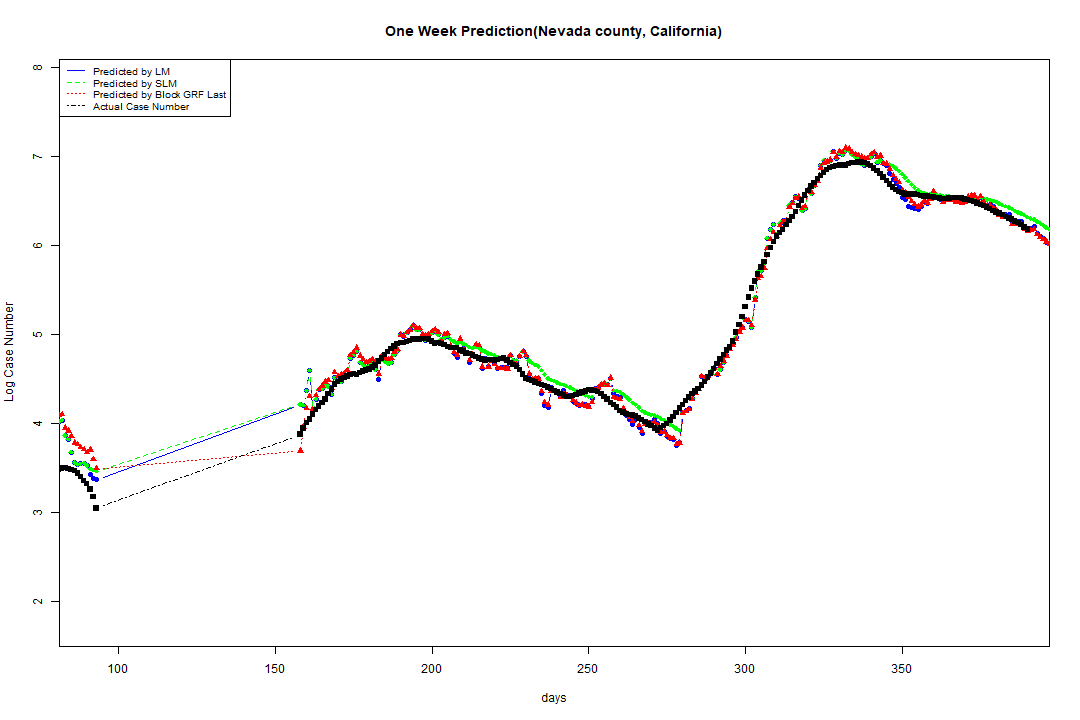 One Week Prediction(Nevada county, California)
Predicted by LM
Predicted by SLM
Predicted by Block GRF Last
Actual Case Number
8
7
6
5
4
3
2
Log Case Number
100
150
200
250
300
350
days